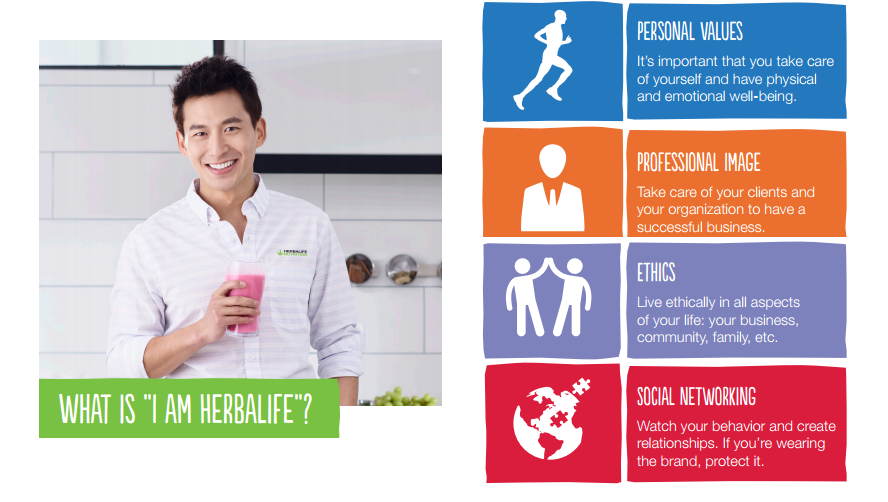 HERBALIFE
NUTRITION
WHAT IS "I AM HERBALIFE"?
PERSONAL VALUES
It's important that you take care
of yourself and have physical
and emotional well-being.
PROFESSIONAL IMAGE
Take care of your clients and
your organization to have a
successful business.
ETHICS
Live ethically in all aspects
of your life: your business,
community, family, etc.
SOCIAL NETWORKING
Watch your behavior and create
relationships. If you're wearing
the brand, protect it.